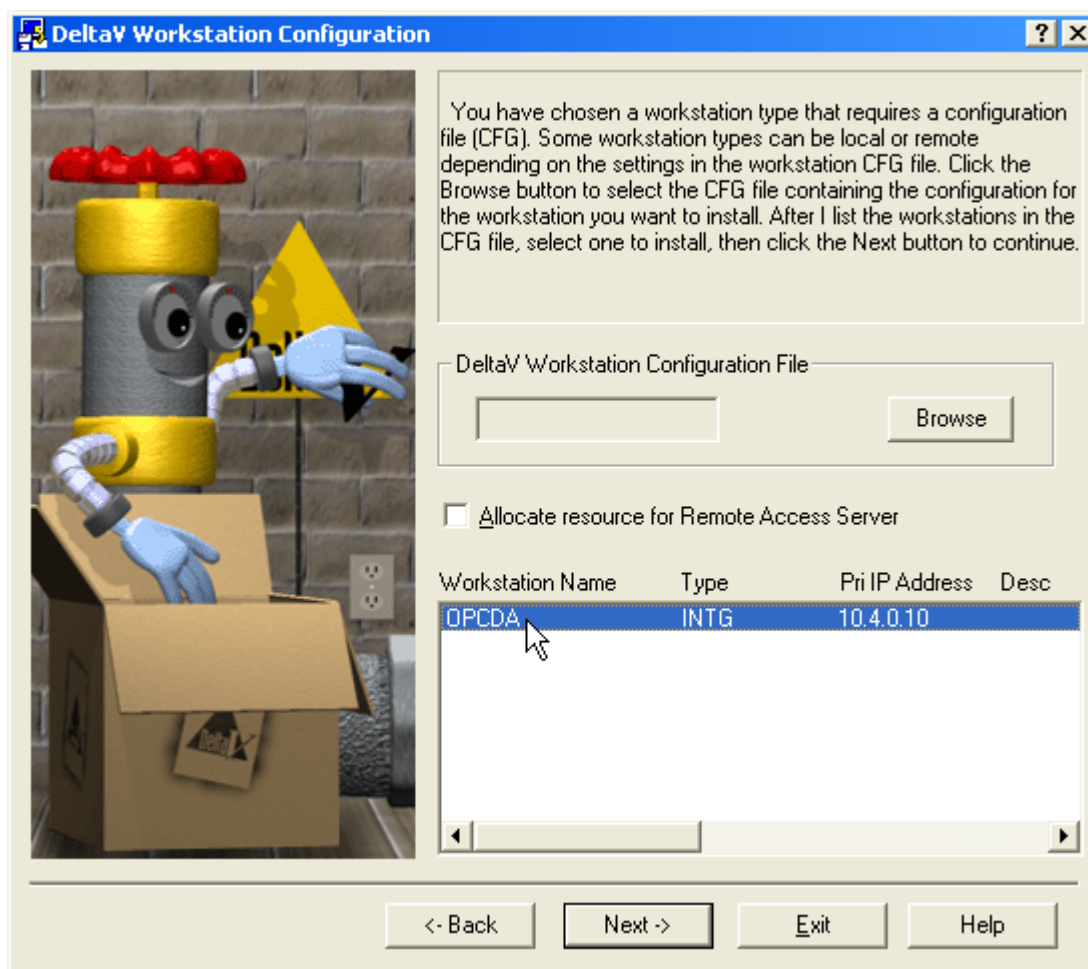 DeltaV Workstation Configuration
You have chosen a workstation type that requires a configuration
file (CFG). Some workstation types can be local or remote
depending on the settings in the workstation CFG file. Click the
Browse button to select the CFG file containing the configuration for
the workstation you want to install. After I list the workstations in the
CFG file, select one to install, then click the Next button to continue.
DeltaV Workstation Configuration File
Browse
Allocate resource for Remote Access Server
Workstation Name Type Pri IP Address Desc
OPCDA INTG 10.4.0.10
DeltaV
<- Back Next -> Exit Help